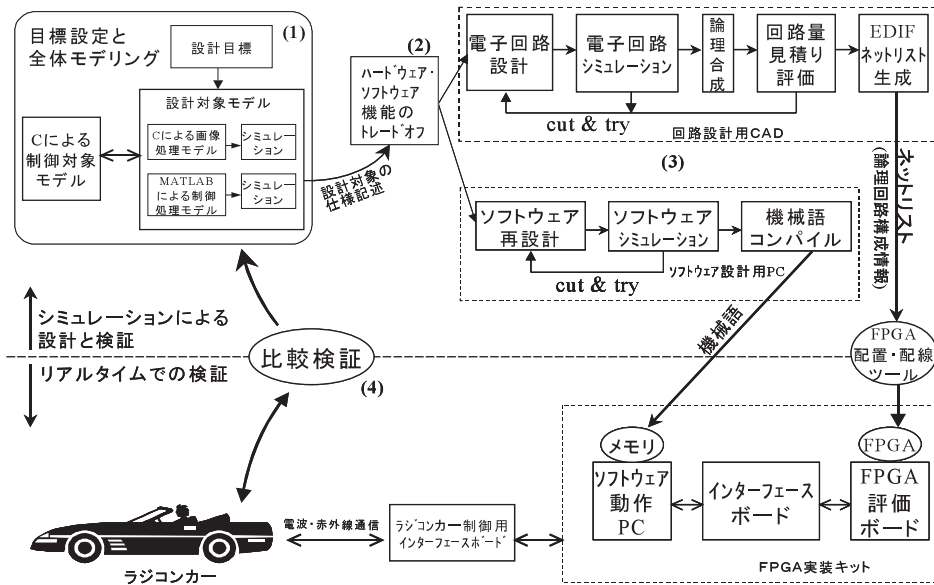 目標設定と
全体モデリング
(1)
設計目標
設計対象モデル
Cによる画像
処理モデル
シミュレー
ション
MATLAB
による制御
処理モデル
シミュレー
ション
Cによる
制御対象
モデル
設計対象の
仕様記述
(2)
ハードウェア・
ソフトウェア
機能の
トレードオフ
電子回路
設計
電子回路
シミュレーション
論理合成
回路量
見積り
評価
EDIF
ネットリスト
生成
cut & try
回路設計用CAD
(3)
ソフトウェア
再設計
ソフトウェア
シミュレーション
機械語
コンパイル
cut & try
ソフトウェア設計用PC
ネットリスト
(論理回路構成情報)
機械語
シミュレーションによる
設計と検証
リアルタイムでの検証
比較検証
(4)
FPGA
配置・配線
ツール
メモリ
ソフトウェア
動作
PC
インターフェース
ボード
FPGA
FPGA
評価
ボード
FPGA実装キット
ラジコンカー
電波・赤外線通信
ラジコンカー制御用
インターフェースボード